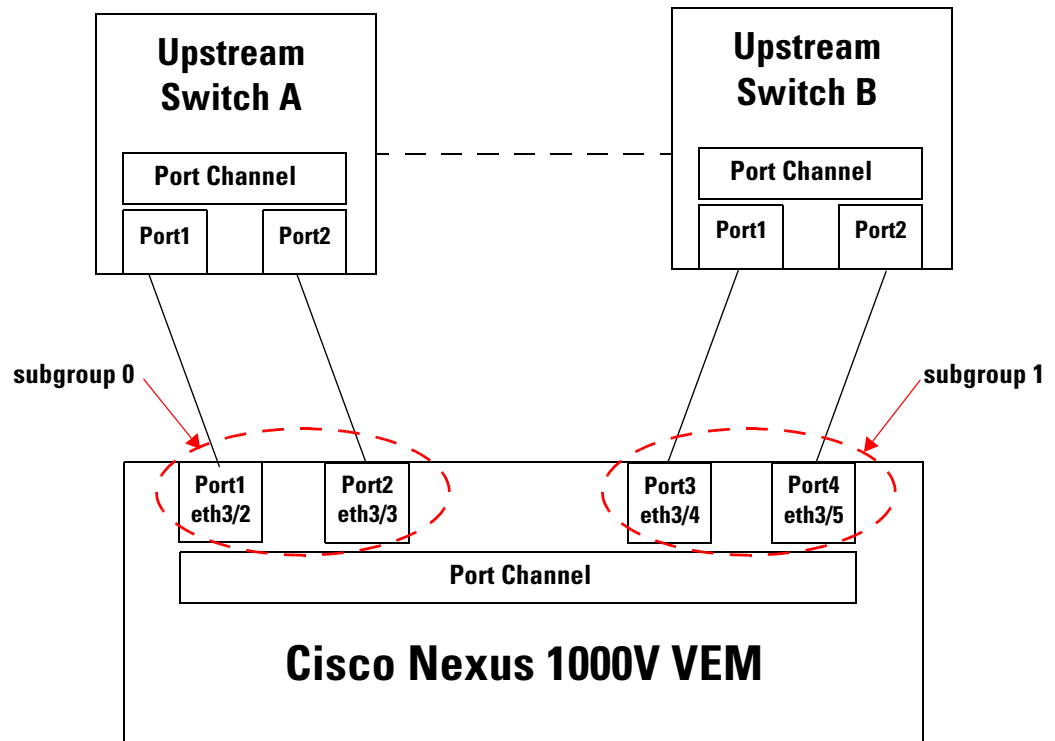 Upstream
Switch A
Upstream
Switch B
Port Channel
Port Channel
Port1
Port2
Port1
Port2
subgroup 0
subgroup 1
Port1
eth3/2
Port2
eth3/3
Port3
eth3/4
Port4
eth3/5
Port Channel
Cisco Nexus 1000V VEM